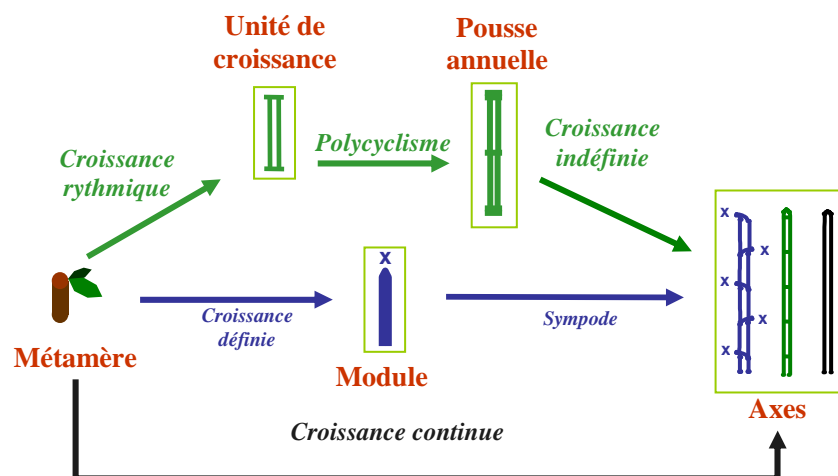 Unité de
croissance
Pousse
annuelle
Croissance
rythmique
Polycyclisme
Croissance
indéfinie
x
x
x
x
x
x
Croissance
définie
Sympode
Métamère
Module
Axes
Croissance continue